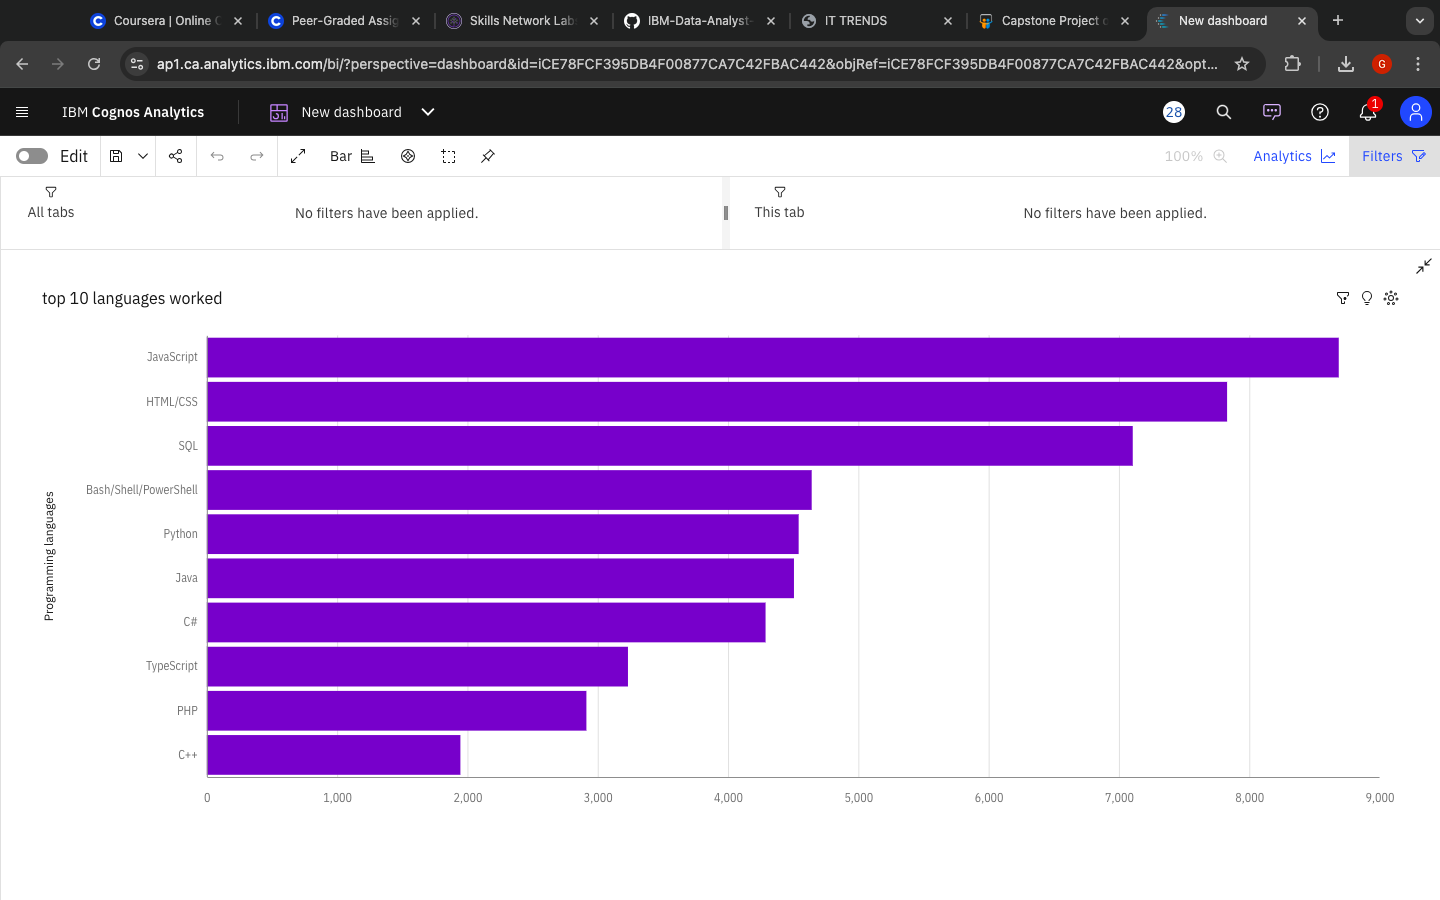 Coursera | Online C
Peer-Graded Assig
Skills Network Lab
IBM-Data-Analyst-
IT TRENDS
Capstone Project o
New dashboard
ap1.ca.analytics.ibm.com/bi/?perspective=dashboard&id=iCE78FCF395DB4F00877CA7C42FBAC442&objRef=iCE78FCF395DB4F00877CA7C42FBAC442&opt...
G
IBM Cognos Analytics
New dashboard
28
1
Edit
Bar
100%
Analytics
Filters
All tabs
No filters have been applied.
This tab
No filters have been applied.
top 10 languages worked
Programming languages
JavaScript
HTML/CSS
SQL
Bash/Shell/PowerShell
Python
Java
C#
TypeScript
PHP
C++
0 1,000 2,000 3,000 4,000 5,000 6,000 7,000 8,000 9,000